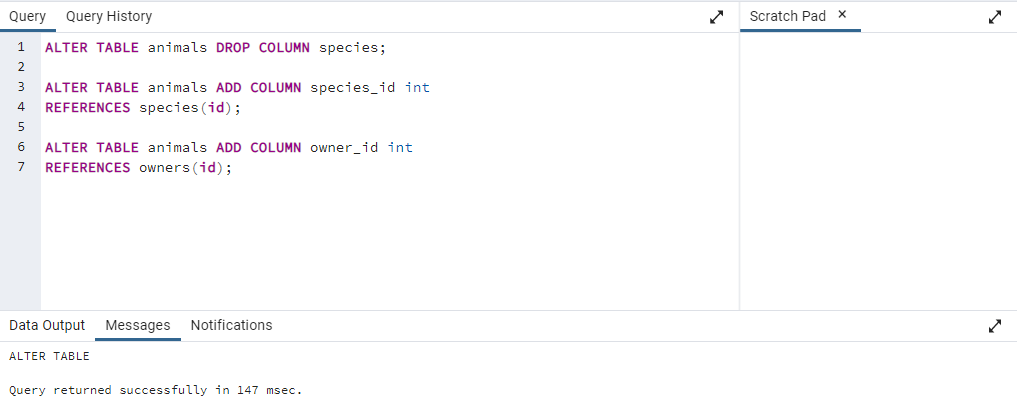 Query Query History
Scratch Pad ×
1 ALTER TABLE animals DROP COLUMN species;
2
3 ALTER TABLE animals ADD COLUMN species_id int
4 REFERENCES species(id);
5
6 ALTER TABLE animals ADD COLUMN owner_id int
7 REFERENCES owners(id);
Data Output Messages Notifications
ALTER TABLE
Query returned successfully in 147 msec.